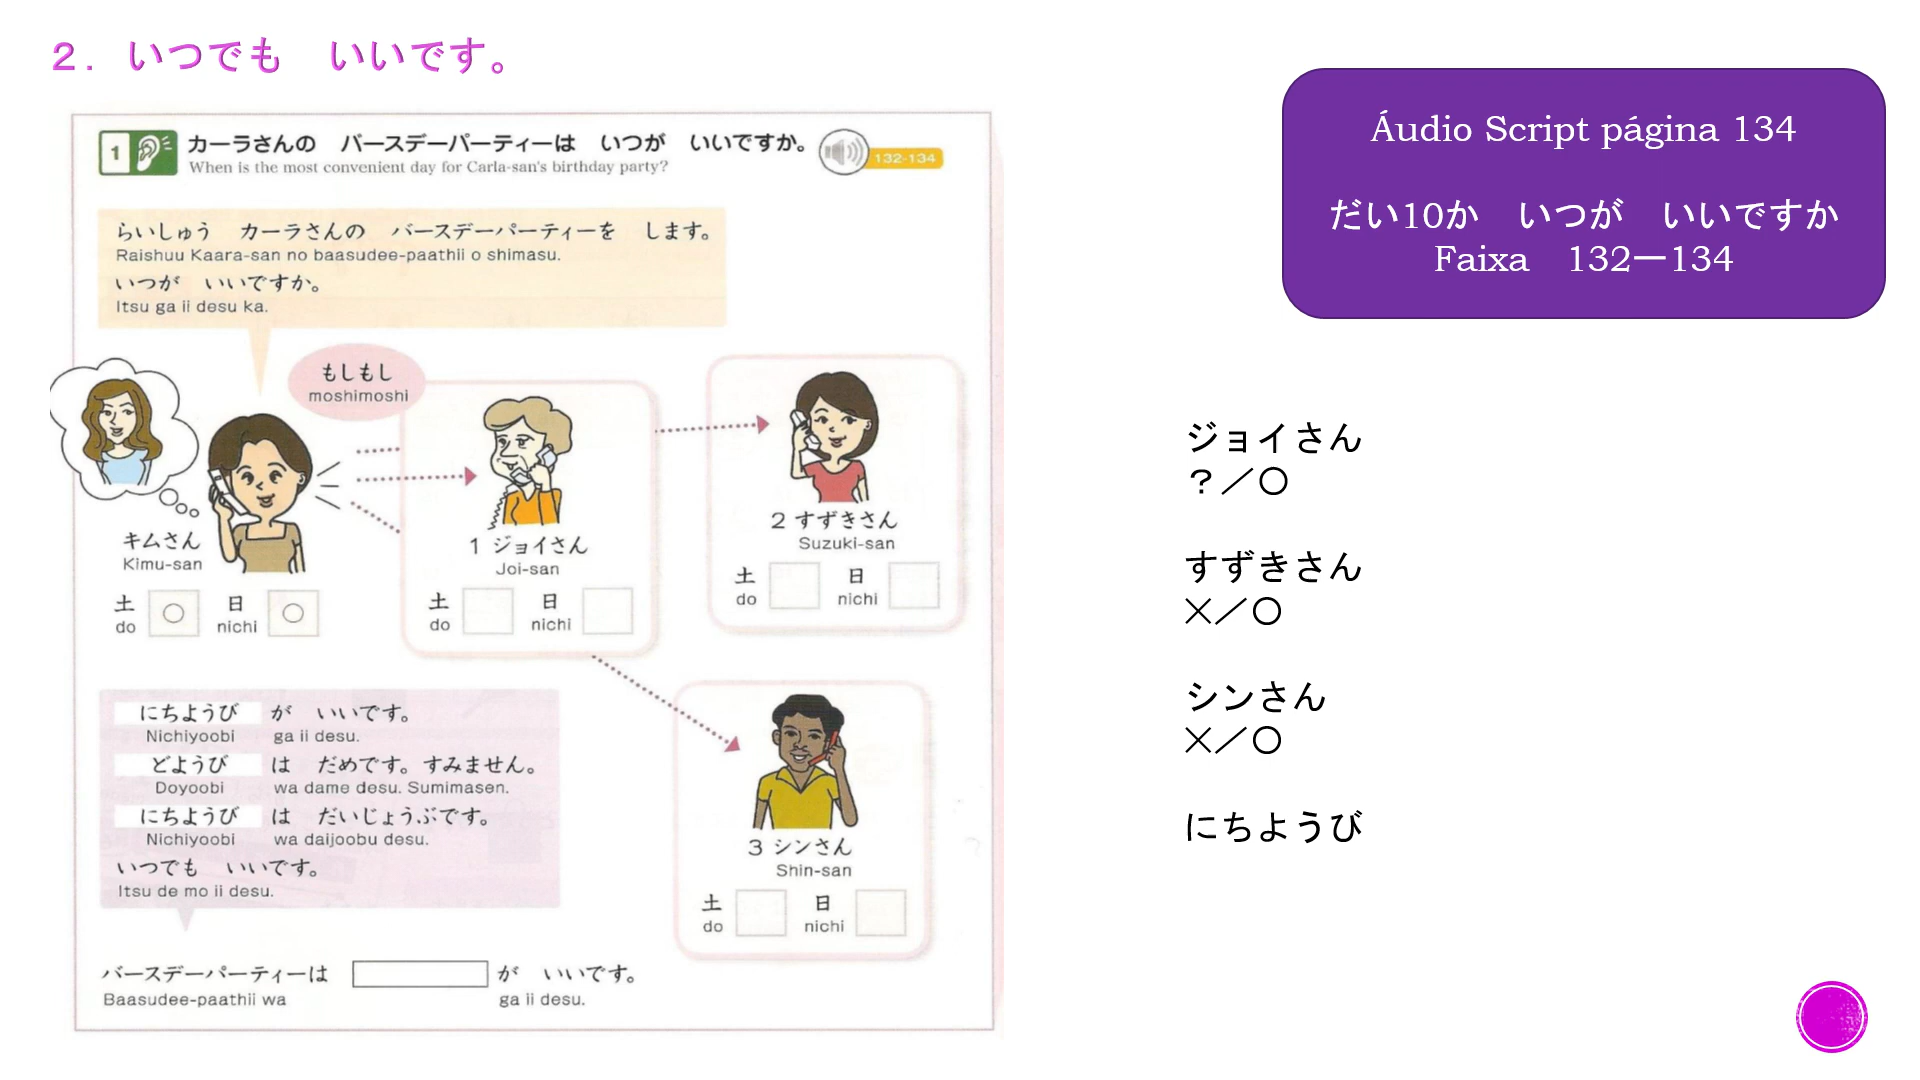 ２．いつでも　いいです。
1
カーラさんの　バースデーパーティーは　いつが　いいですか。
When is the most convenient day for Carla-san's birthday party?
132-134
らいしゅう　カーラさんの　バースデーパーティーを　します。
Raishuu Kaara-san no baasudee-paathii o shimasu.
いつが　いいですか。
Itsu ga ii desu ka.
もしもし
moshimoshi
キムさん
Kimu-san
土 ○ 日 ○
do nichi
1 ジョイさん
Joi-san
土 日
do nichi
2 すずきさん
Suzuki-san
土 日
do nichi
3 シンさん
Shin-san
土 日
do nichi
にちようび が　いいです。
Nichiyoobi ga ii desu.
どようび は　だめです。すみません。
Doyoobi wa dame desu. Sumimasen.
にちようび は　だいじょうぶです。
Nichiyoobi wa daijoobu desu.
いつでも　いいです。
Itsu de mo ii desu.
バースデーパーティーは が　いいです。
Baasudee-paathii wa ga ii desu.
Áudio Script página 134
だい10か　いつが　いいですか
Faixa　132ー134
ジョイさん
？／〇
すずきさん
×／〇
シンさん
×／〇
にちようび